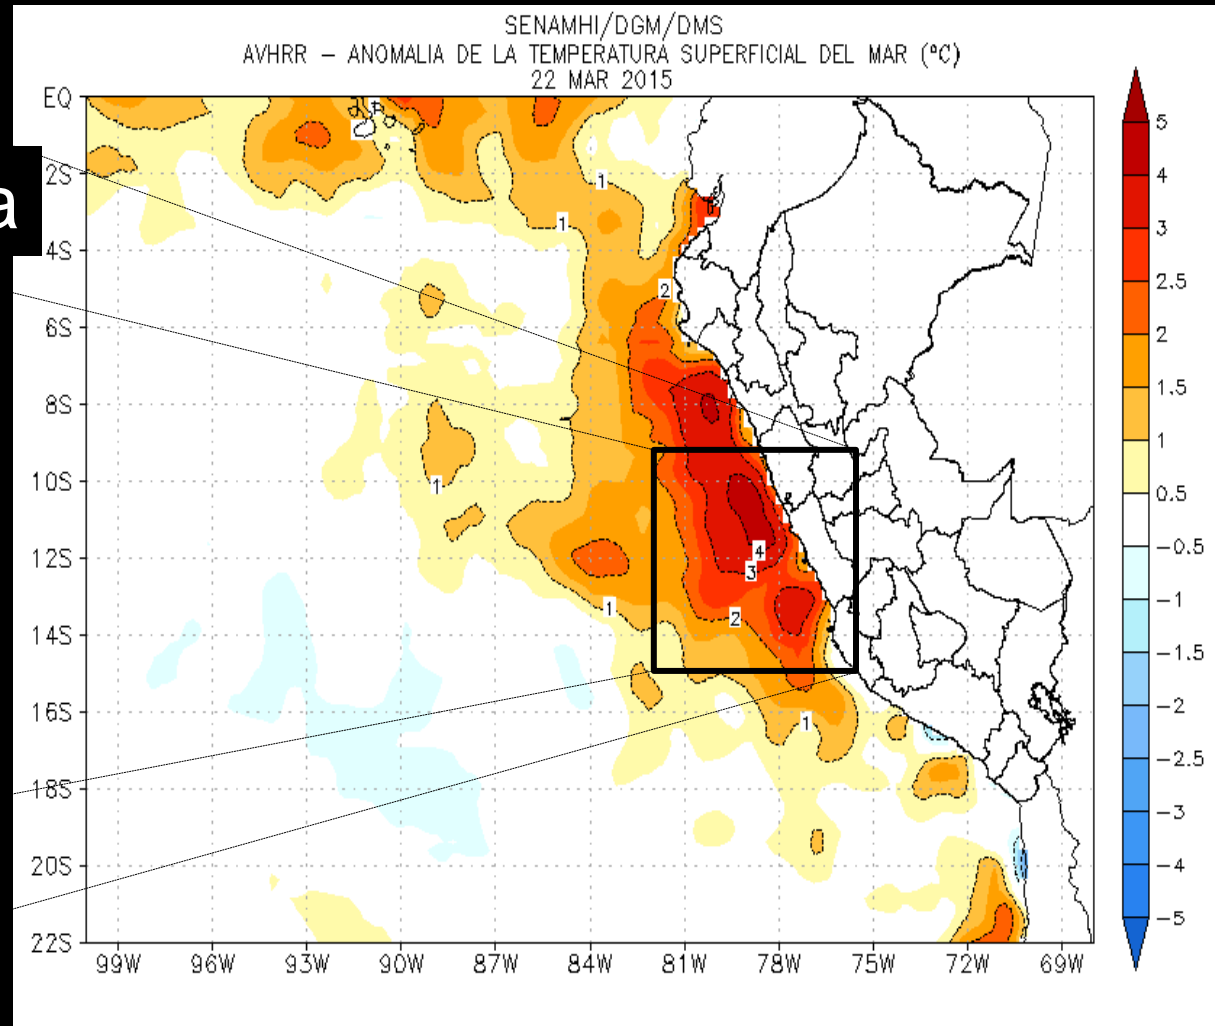 SENAMHI/DGM/DMS
AVHRR – ANOMALIA DE LA TEMPERATURA SUPERFICIAL DEL MAR (ºC)
22 MAR 2015
EQ
2S
4S
6S
8S
10S
12S
14S
16S
18S
20S
22S
a
1
1
1
2
1
4
3
1
2
1
99W 96W 93W 90W 87W 84W 81W 78W 75W 72W 69W
5
4
3
2.5
2
1.5
1
0.5
−0.5
−1
−1.5
−2
−2.5
−3
−4
−5